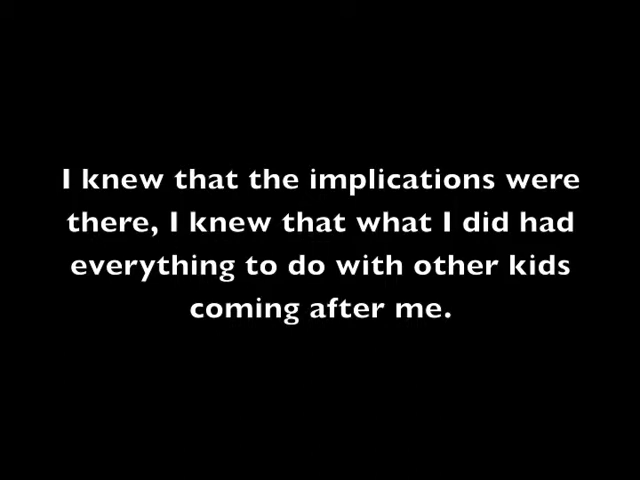 I knew that the implications were
there, I knew that what I did had
everything to do with other kids
coming after me.